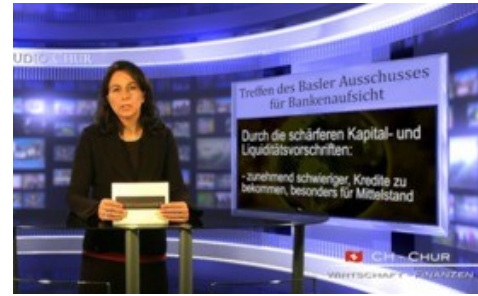 UDIO CHUR
Treffen des Basler Ausschusses
für Bankenaufsicht
Durch die schärferen Kapital- und
Liquiditätsvorschriften:
- zunehmend schwieriger, Kredite zu
bekommen, besonders für Mittelstand
CH - CHUR
WIRTSCHAFT - FINANZEN